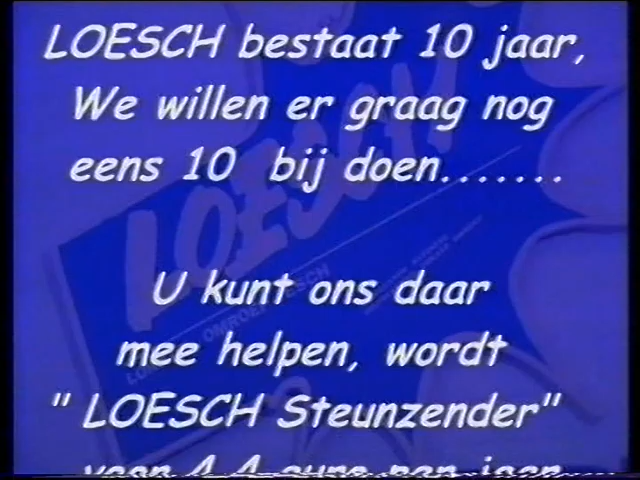 LOESCH bestaat 10 jaar,
We willen er graag nog
eens 10 bij doen.......
U kunt ons daar
mee helpen, wordt
" LOESCH Steunzender"
LOESCH